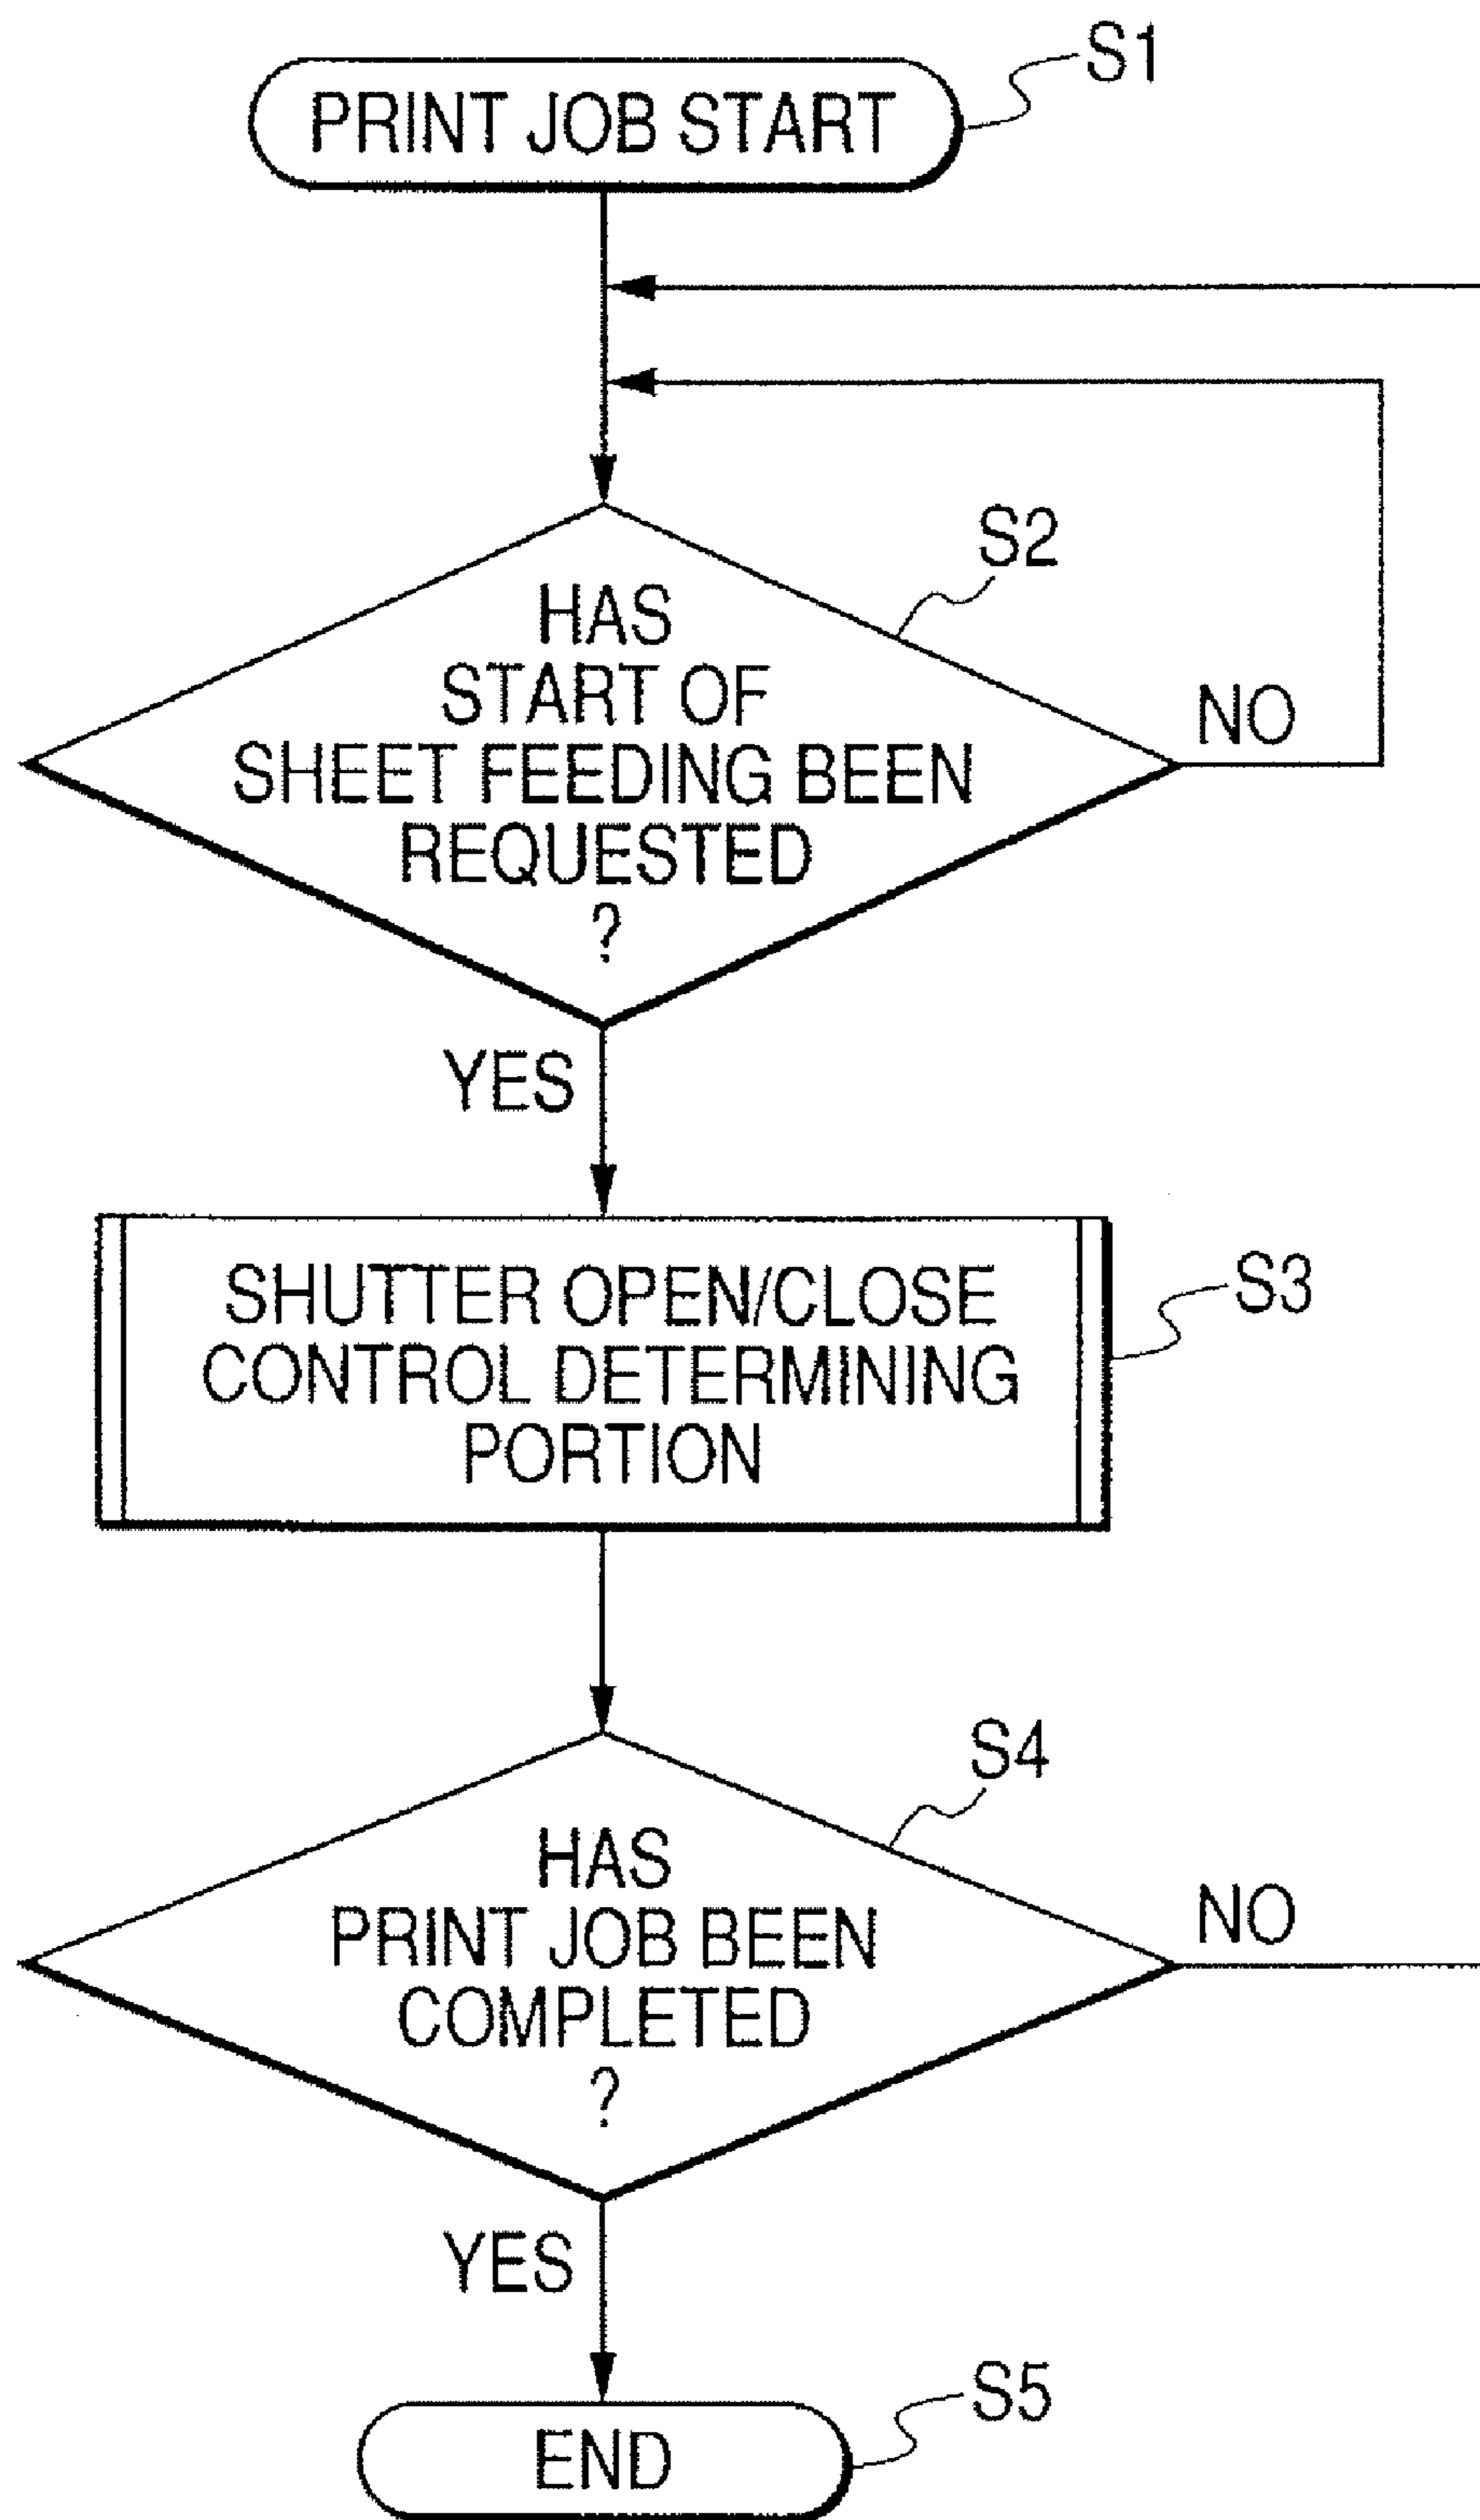 S1
PRINT JOB START
S2
HAS
START OF
SHEET FEEDING BEEN
REQUESTED
?
NO
YES
S3
SHUTTER OPEN/CLOSE
CONTROL DETERMINING
PORTION
S4
HAS
PRINT JOB BEEN
COMPLETED
?
NO
YES
S5
END